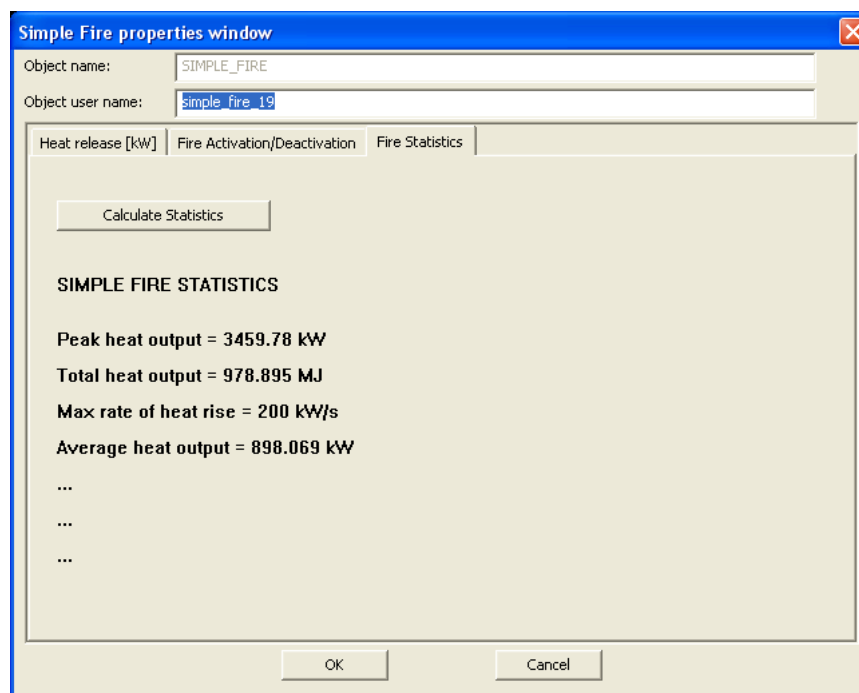 Simple Fire properties window
Object name: SIMPLE_FIRE
Object user name: simple_fire_19
Heat release [kW] Fire Activation/Deactivation Fire Statistics
Calculate Statistics
SIMPLE FIRE STATISTICS
Peak heat output = 3459.78 kW
Total heat output = 978.895 MJ
Max rate of heat rise = 200 kW/s
Average heat output = 898.069 kW
...
...
...
OK Cancel